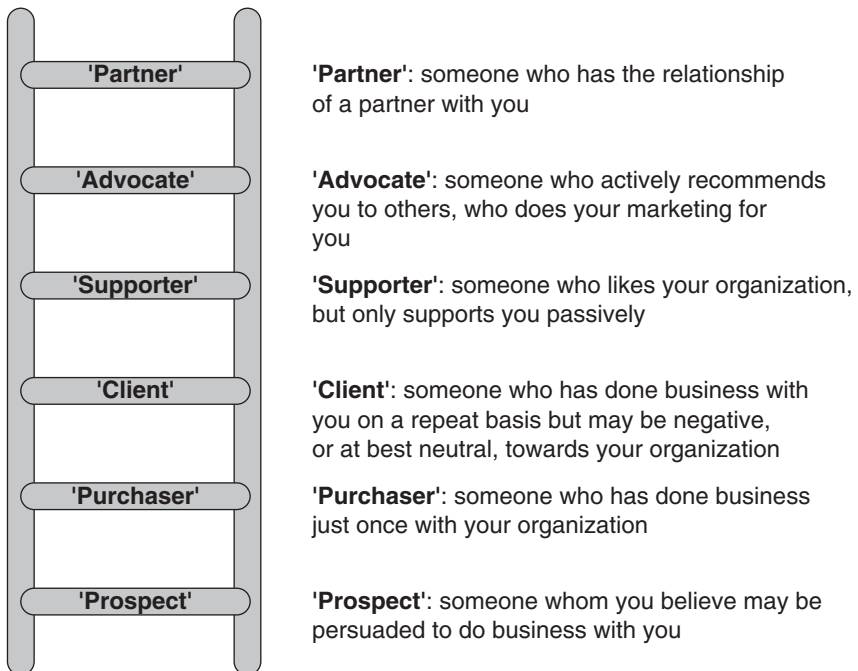 'Partner'
'Partner': someone who has the relationship
of a partner with you
'Advocate'
'Advocate': someone who actively recommends
you to others, who does your marketing for
you
'Supporter'
'Supporter': someone who likes your organization,
but only supports you passively
'Client'
'Client': someone who has done business with
you on a repeat basis but may be negative,
or at best neutral, towards your organization
'Purchaser'
'Purchaser': someone who has done business
just once with your organization
'Prospect'
'Prospect': someone whom you believe may be
persuaded to do business with you